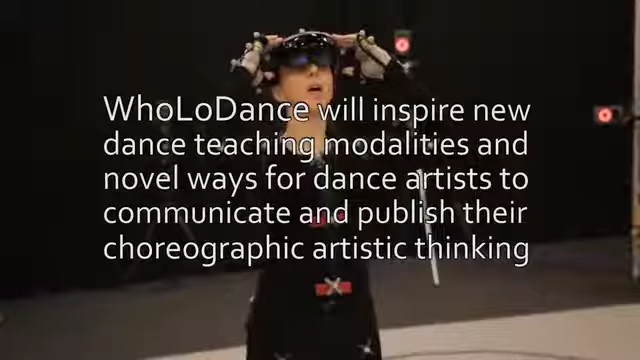 WhoLoDance will inspire new
dance teaching modalities and
novel ways for dance artists to
communicate and publish their
choreographic artistic thinking